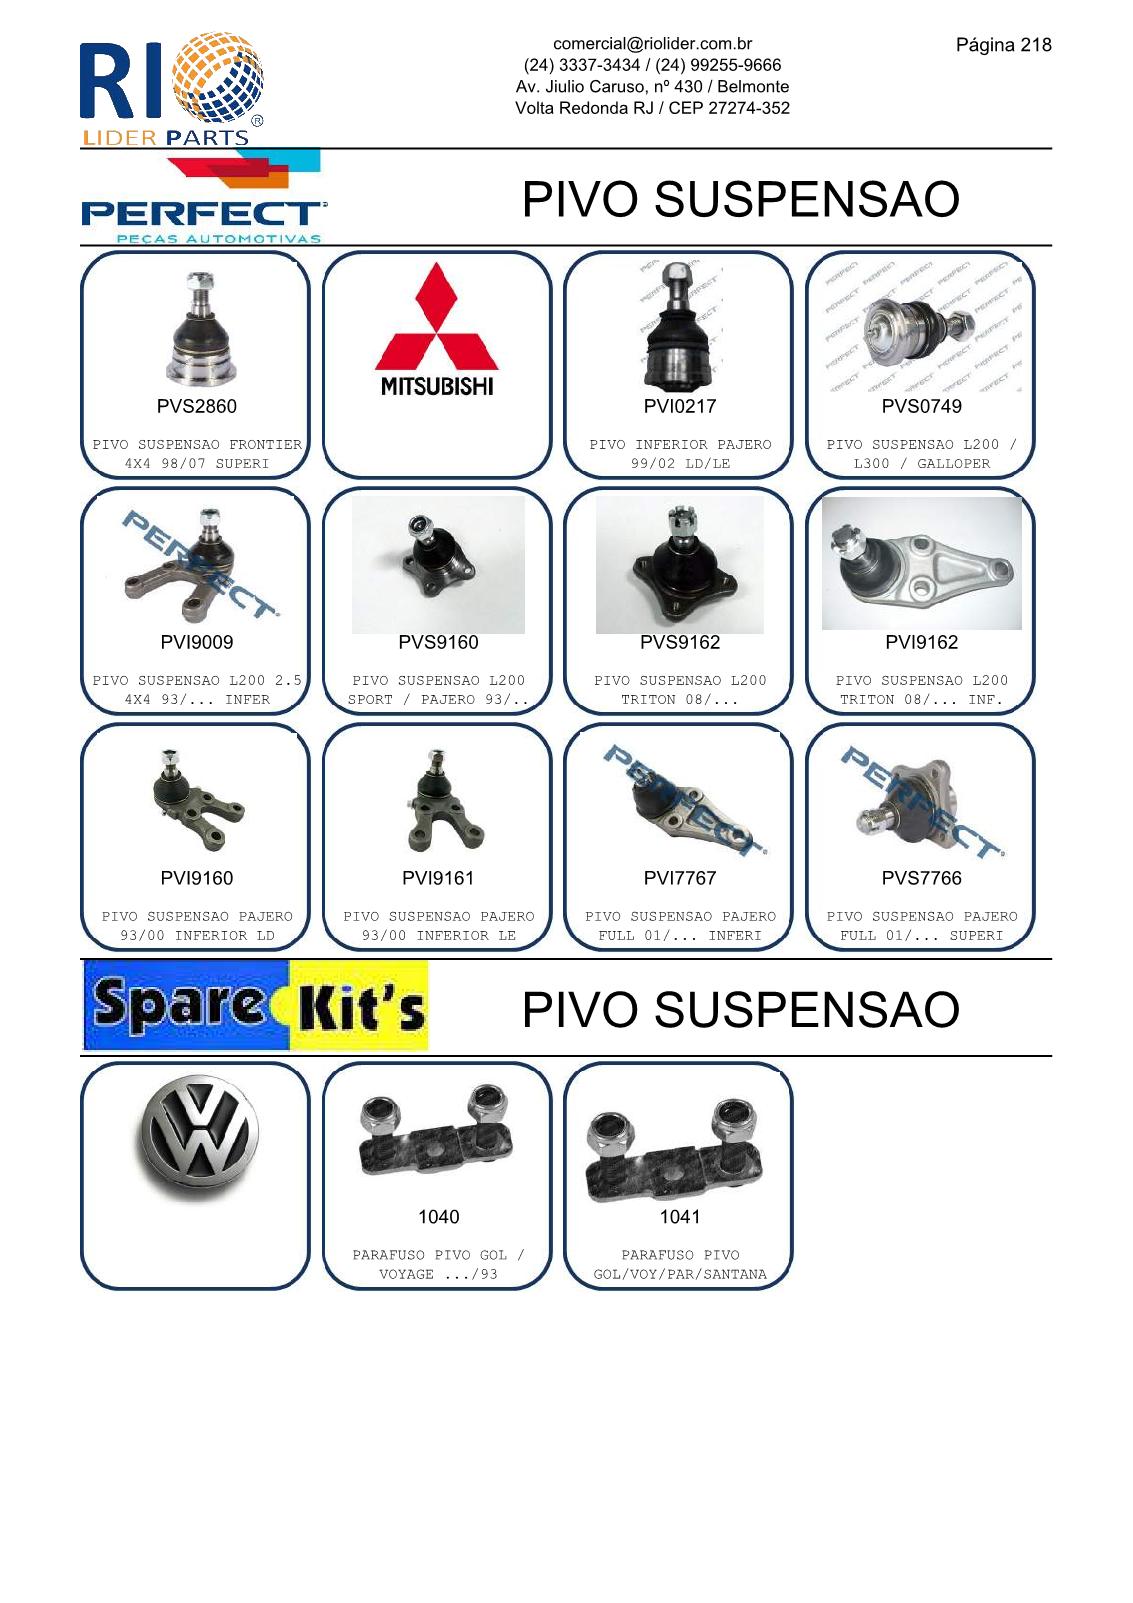 RIO
LIDER PARTS
®
comercial@riolider.com.br
(24) 3337-3434 / (24) 99255-9666
Av. Jiulio Caruso, nº 430 / Belmonte
Volta Redonda RJ / CEP 27274-352
Página 218
PERFECT
PEÇAS AUTOMOTIVAS
PIVO SUSPENSAO
PVS2860
PIVO SUSPENSAO FRONTIER
4X4 98/07 SUPERI
MITSUBISHI
PVI0217
PIVO INFERIOR PAJERO
99/02 LD/LE
PVS0749
PIVO SUSPENSAO L200 /
L300 / GALLOPER
PERFECT
PVI9009
PIVO SUSPENSAO L200 2.5
4X4 93/... INFER
PVS9160
PIVO SUSPENSAO L200
SPORT / PAJERO 93/..
PVS9162
PIVO SUSPENSAO L200
TRITON 08/...
PVI9162
PIVO SUSPENSAO L200
TRITON 08/... INF.
PVI9160
PIVO SUSPENSAO PAJERO
93/00 INFERIOR LD
PVI9161
PIVO SUSPENSAO PAJERO
93/00 INFERIOR LE
PERFECT
PVI7767
PIVO SUSPENSAO PAJERO
FULL 01/... INFERI
PERFECT
PVS7766
PIVO SUSPENSAO PAJERO
FULL 01/... SUPERI
Spare Kit's
PIVO SUSPENSAO
1040
PARAFUSO PIVO GOL /
VOYAGE .../93
1041
PARAFUSO PIVO
GOL/VOY/PAR/SANTANA